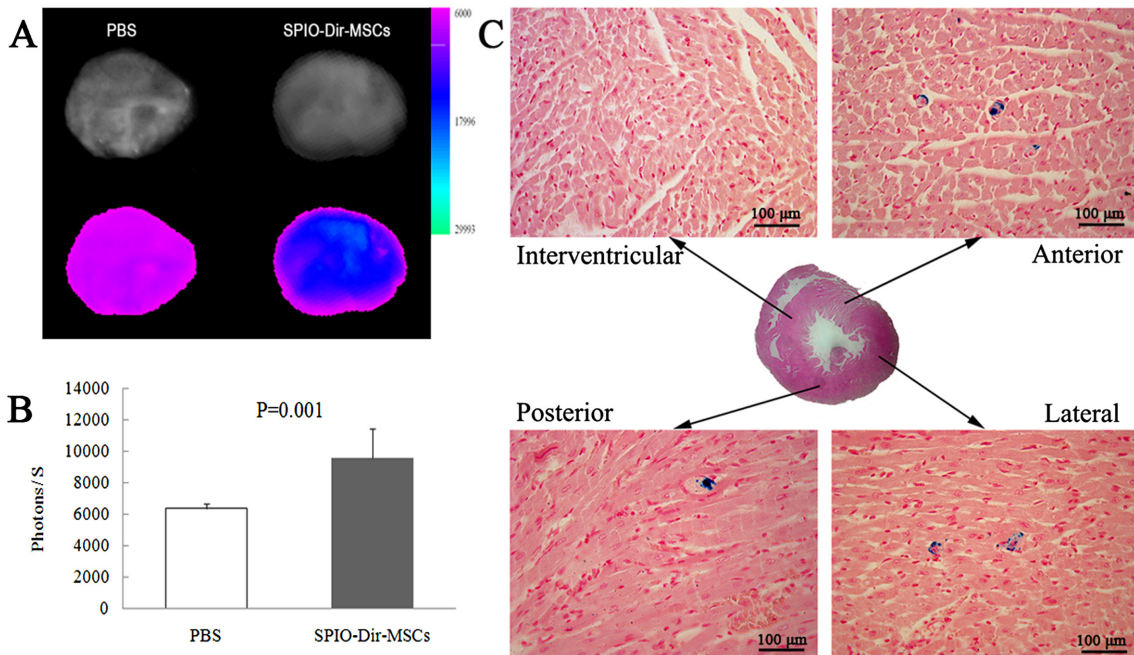 A
PBS
SPIO-Dir-MSCs
6000
17996
29993
B
14000
12000
10000
8000
6000
4000
2000
0
Photons/S
P=0.001
PBS
SPIO-Dir-MSCs
C
100 μm
100 μm
Interventricular
Anterior
Posterior
Lateral
100 μm
100 μm